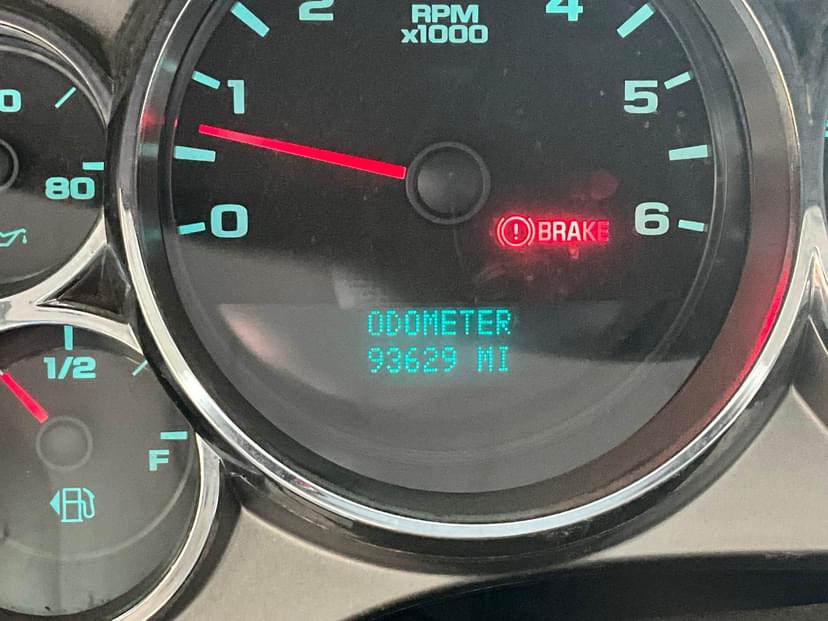 2
RPM
x1000
4
1
5
80
0
BRAKE
6
ODOMETER
93629 MI
1/2
F